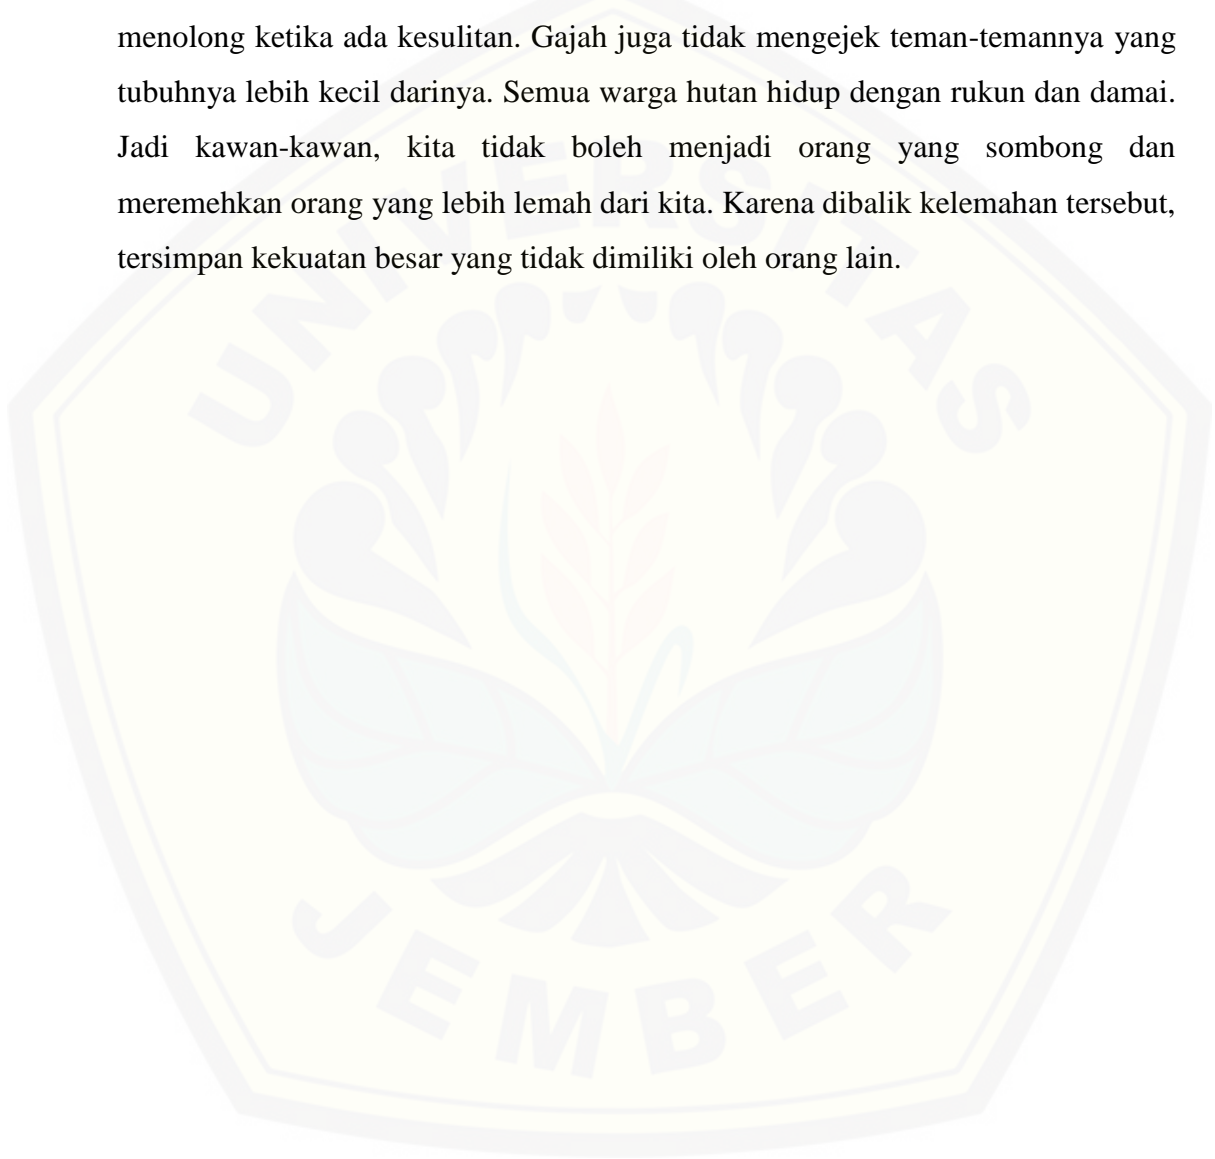 menolong ketika ada kesulitan. Gajah juga tidak mengejek teman-temannya yang
tubuhnya lebih kecil darinya. Semua warga hutan hidup dengan rukun dan damai.
Jadi kawan-kawan, kita tidak boleh menjadi orang yang sombong dan
meremehkan orang yang lebih lemah dari kita. Karena dibalik kelemahan tersebut,
tersimpan kekuatan besar yang tidak dimiliki oleh orang lain.
UNIVERSITAS
JEMBER